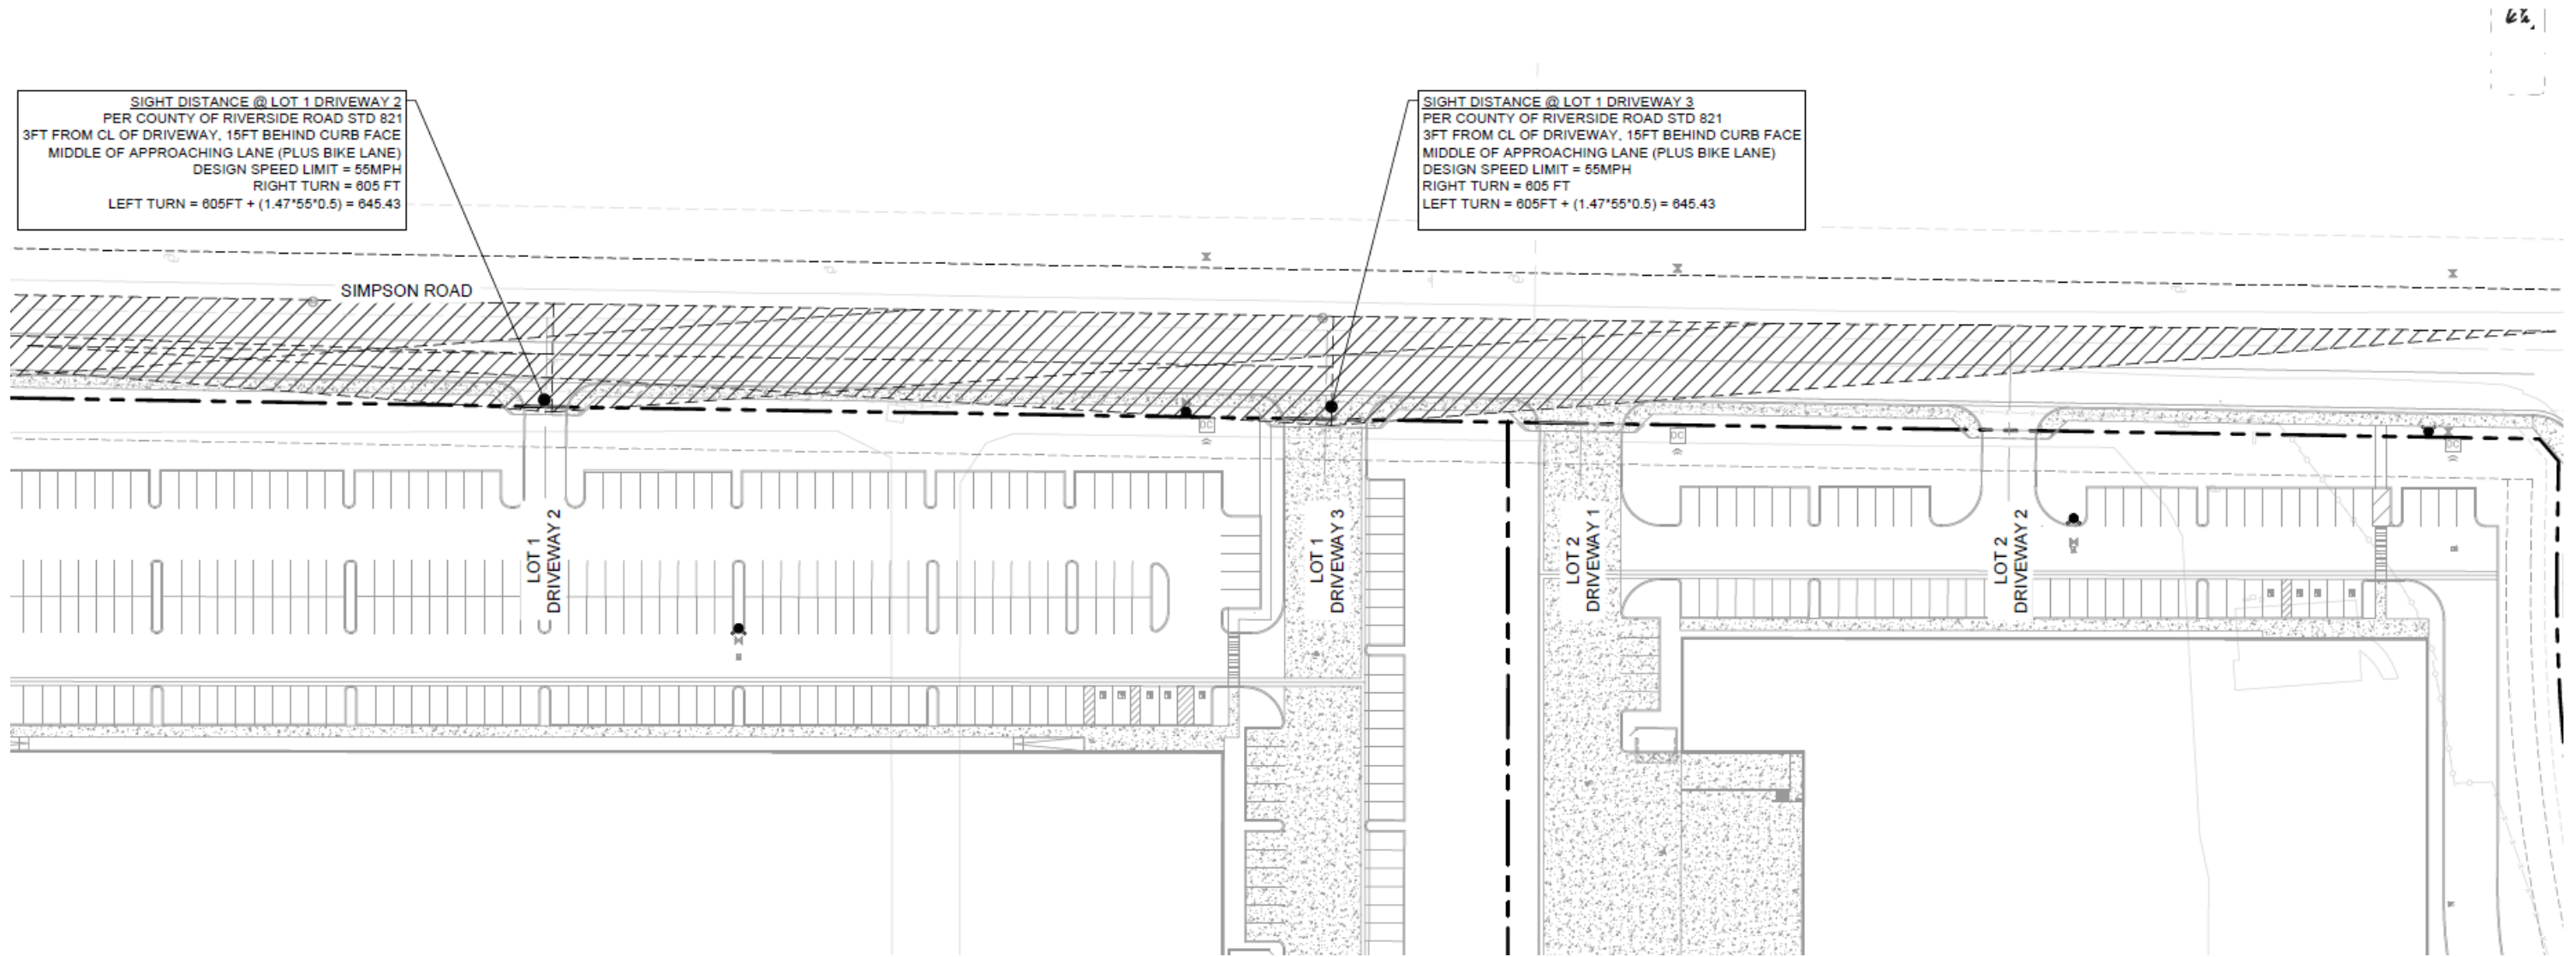 SIGHT DISTANCE @ LOT 1 DRIVEWAY 2
PER COUNTY OF RIVERSIDE ROAD STD 821
3FT FROM CL OF DRIVEWAY, 15FT BEHIND CURB FACE
MIDDLE OF APPROACHING LANE (PLUS BIKE LANE)
DESIGN SPEED LIMIT = 55MPH
RIGHT TURN = 605 FT
LEFT TURN = 605FT + (1.47*55*0.5) = 645.43
SIGHT DISTANCE @ LOT 1 DRIVEWAY 3
PER COUNTY OF RIVERSIDE ROAD STD 821
3FT FROM CL OF DRIVEWAY, 15FT BEHIND CURB FACE
MIDDLE OF APPROACHING LANE (PLUS BIKE LANE)
DESIGN SPEED LIMIT = 55MPH
RIGHT TURN = 605 FT
LEFT TURN = 605FT + (1.47*55*0.5) = 645.43
SIMPSON ROAD
DC
DC
DC
LOT 1
DRIVEWAY 2
LOT 1
DRIVEWAY 3
LOT 2
DRIVEWAY 1
LOT 2
DRIVEWAY 2